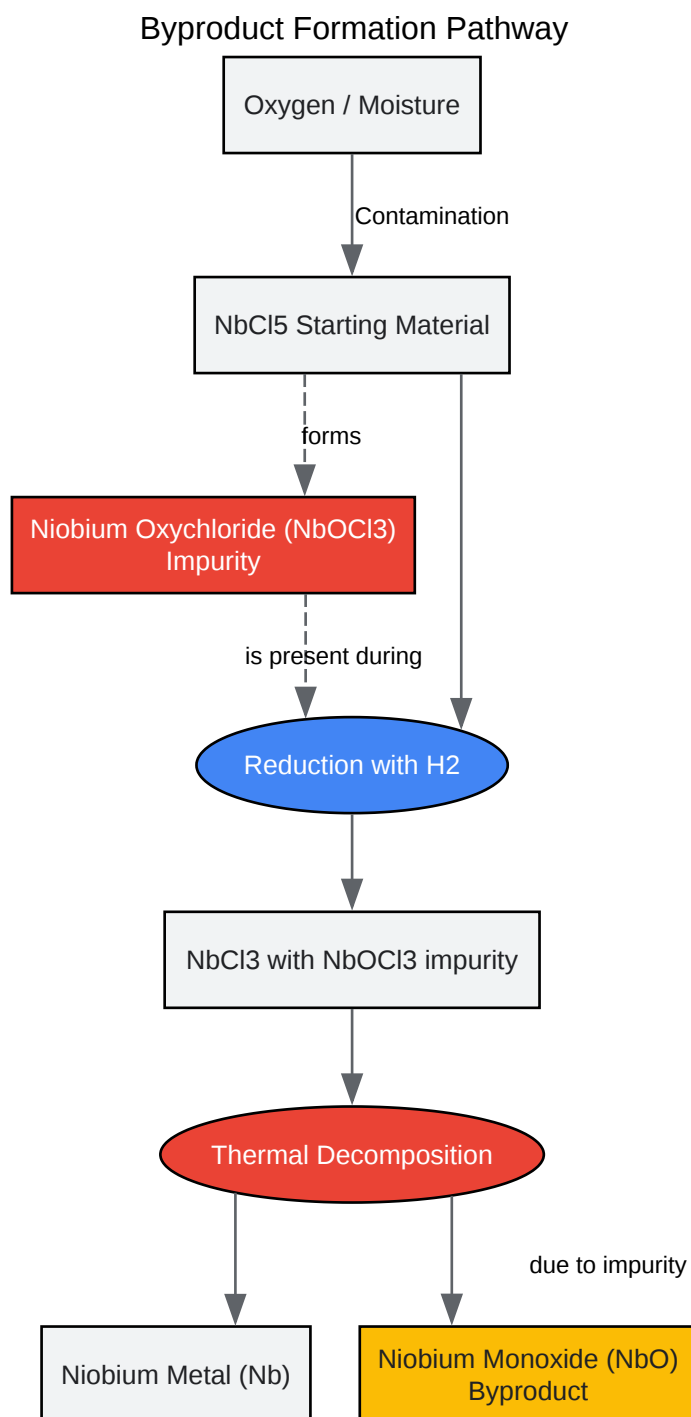 Byproduct Formation Pathway
Oxygen / Moisture
Contamination
NbCl5 Starting Material
forms
Niobium Oxychloride (NbOCl3)
Impurity
is present during
Reduction with H2
NbCl3 with NbOCl3 impurity
Thermal Decomposition
due to impurity
Niobium Metal (Nb)
Niobium Monoxide (NbO)
Byproduct